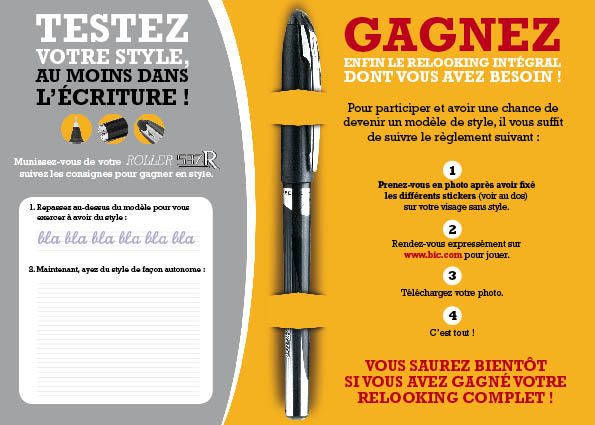 TESTEZ
VOTRE STYLE,
AU MOINS DANS
L'ÉCRITURE !
Munissez-vous de votre ROLLER STAR
suivez les consignes pour gagner en style.
1. Repassez au-dessus du modèle pour vous
exercer à avoir du style :
bla bla bla bla bla bla
2. Maintenant, ayez du style de façon autonome :
GAGNEZ
ENFIN LE RELOOKING INTÉGRAL
DONT VOUS AVEZ BESOIN !
Pour participer et avoir une chance de
devenir un modèle de style, il vous suffit
de suivre le règlement suivant :
1
Prenez-vous en photo après avoir fixé
les différents stickers (voir au dos)
sur votre visage sans style.
2
Rendez-vous expressément sur
www.bic.com pour jouer.
3
Téléchargez votre photo.
4
C'est tout !
VOUS SAUREZ BIENTÔT
SI VOUS AVEZ GAGNÉ VOTRE
RELOOKING COMPLET !